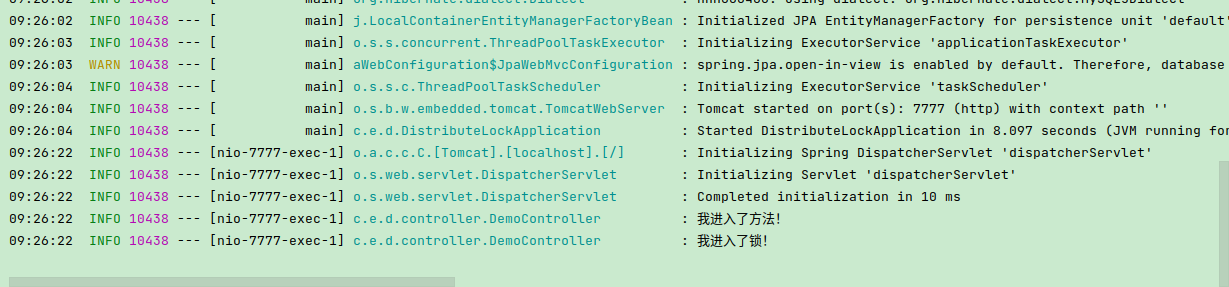 09:26:02 INFO 10438 --- [ main] org.hibernate.dialect.Dialect : HHH000400: Using dialect: org.hibernate.dialect.MySQL5Dialect
09:26:02 INFO 10438 --- [ main] j.LocalContainerEntityManagerFactoryBean : Initialized JPA EntityManagerFactory for persistence unit 'default'
09:26:03 INFO 10438 --- [ main] o.s.s.concurrent.ThreadPoolTaskExecutor : Initializing ExecutorService 'applicationTaskExecutor'
09:26:03 WARN 10438 --- [ main] aWebConfiguration$JpaWebMvcConfiguration : spring.jpa.open-in-view is enabled by default. Therefore, database
09:26:04 INFO 10438 --- [ main] o.s.s.c.ThreadPoolTaskScheduler : Initializing ExecutorService 'taskScheduler'
09:26:04 INFO 10438 --- [ main] o.s.b.w.embedded.tomcat.TomcatWebServer : Tomcat started on port(s): 7777 (http) with context path ''
09:26:04 INFO 10438 --- [ main] c.e.d.DistributeLockApplication : Started DistributeLockApplication in 8.097 seconds (JVM running for
09:26:22 INFO 10438 --- [nio-7777-exec-1] o.a.c.c.C.[Tomcat].[localhost].[/] : Initializing Spring DispatcherServlet 'dispatcherServlet'
09:26:22 INFO 10438 --- [nio-7777-exec-1] o.s.web.servlet.DispatcherServlet : Initializing Servlet 'dispatcherServlet'
09:26:22 INFO 10438 --- [nio-7777-exec-1] o.s.web.servlet.DispatcherServlet : Completed initialization in 10 ms
09:26:22 INFO 10438 --- [nio-7777-exec-1] c.e.d.controller.DemoController : 我进入了方法!
09:26:22 INFO 10438 --- [nio-7777-exec-1] c.e.d.controller.DemoController : 我进入了锁!